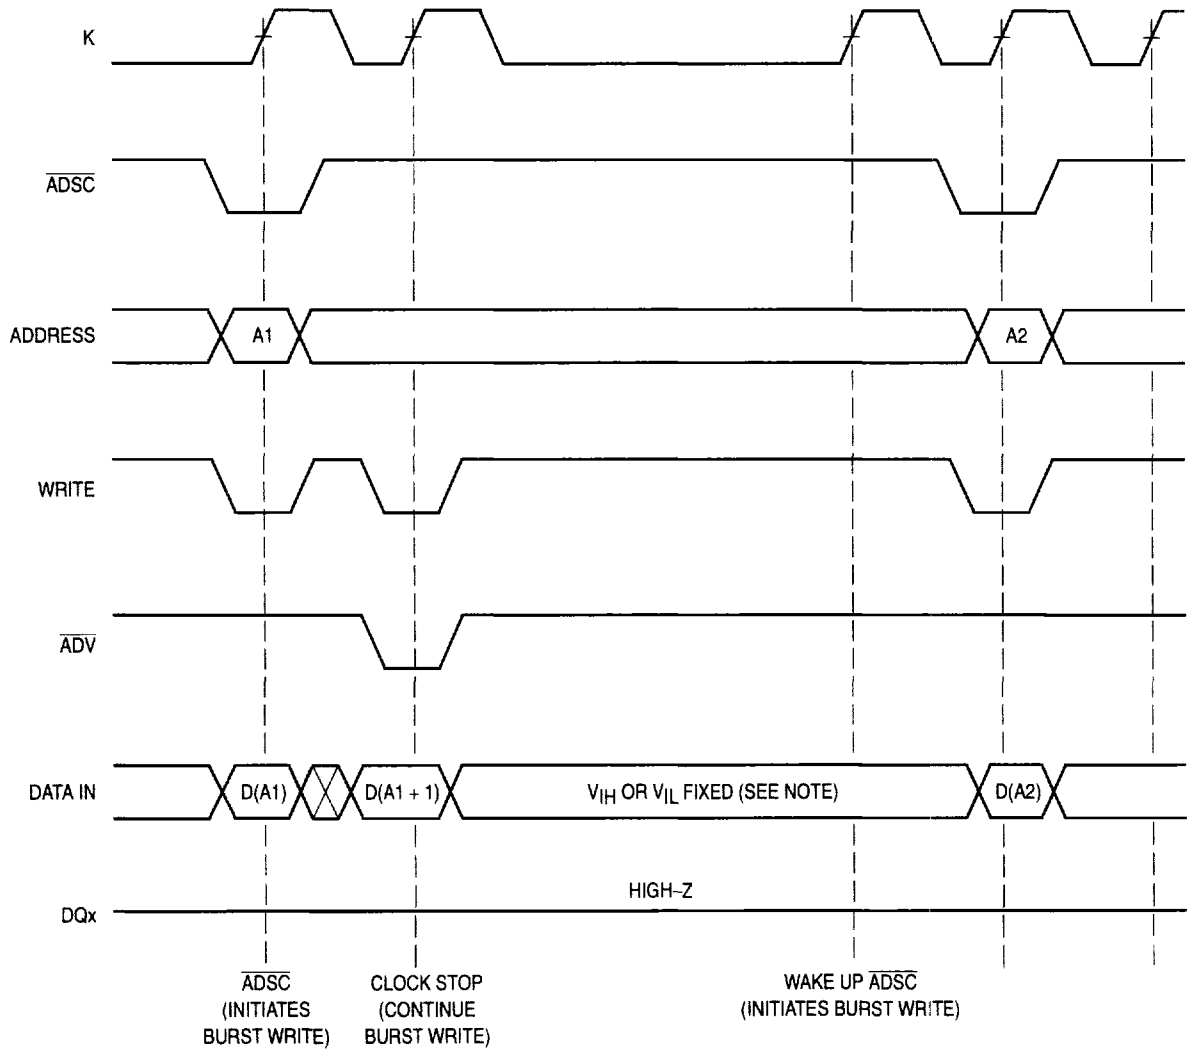 K
ADSC
ADDRESS
A1
A2
WRITE
ADV
DATA IN
D(A1)
D(A1 + 1)
VIH OR VIL FIXED (SEE NOTE)
D(A2)
HIGH–Z
DQx
ADSC
(INITIATES
BURST WRITE)
CLOCK STOP
(CONTINUE
BURST WRITE)
WAKE UP ADSC
(INITIATES BURST WRITE)